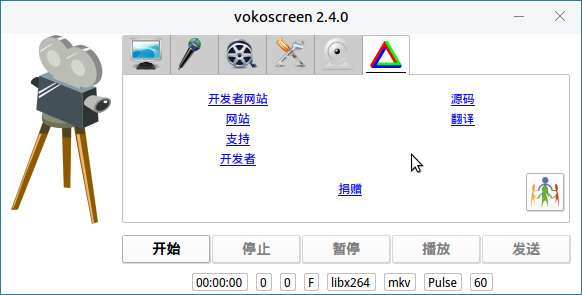 vokoscreen 2.4.0
开发者网站 源码
网站 翻译
支持
开发者
捐赠
开始 停止 暂停 播放 发送
00:00:00 0 0 F libx264 mkv Pulse 60